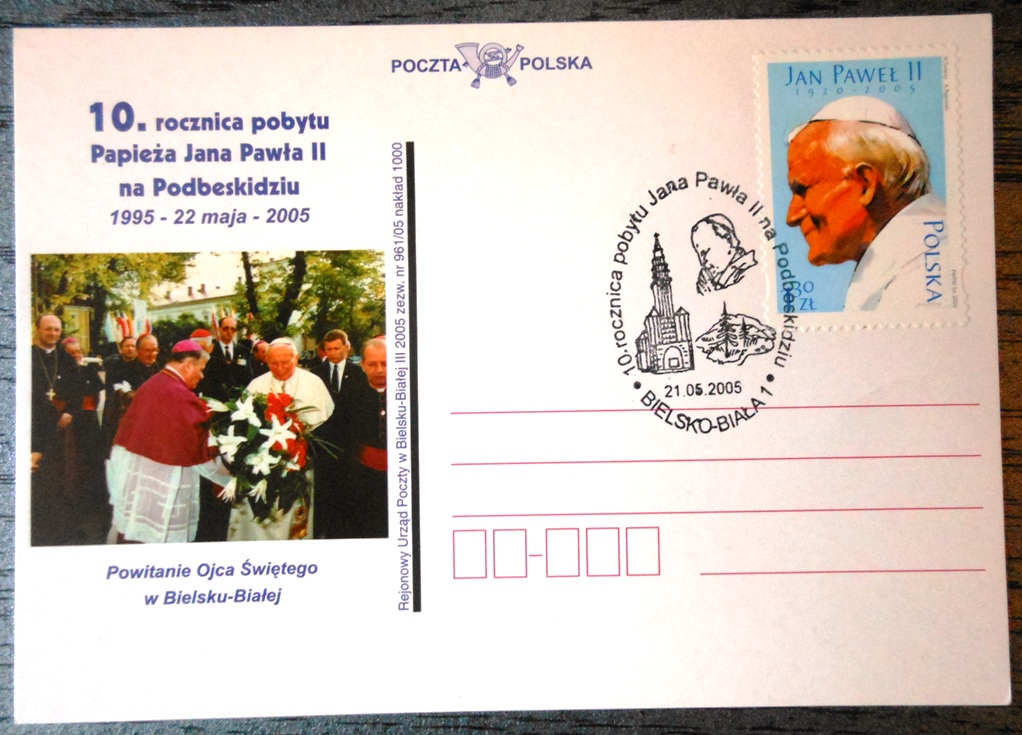 POCZTA POLSKA
10. rocznica pobytu
Papieża Jana Pawła II
na Podbeskidziu
1995 - 22 maja - 2005
Powitanie Ojca Świętego
w Bielsku-Białej
Rejonowy Urząd Poczty w Bielsku-Białej III 2005 zezw. nr 961/05 nakład 1000
10.rocznica pobytu Jana Pawła II na Podbeskidziu
21.05.2005
BIELSKO-BIAŁA 1
JAN PAWEŁ II
1920-2005
POLSKA
ZŁ